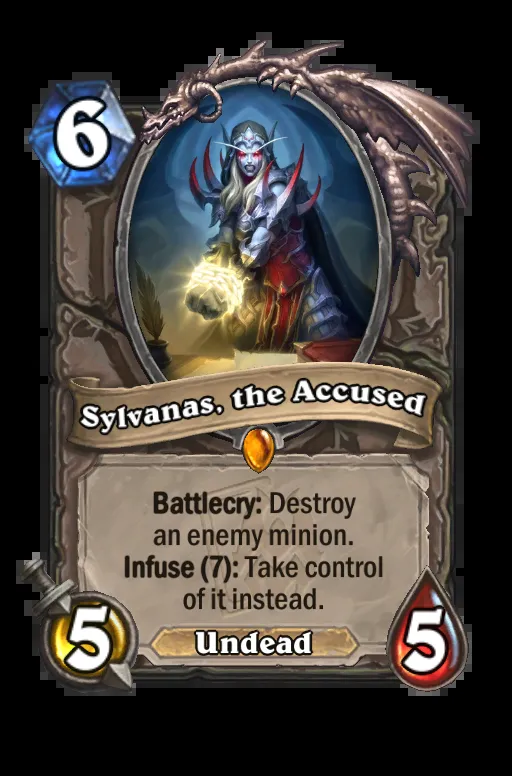 6
Sylvanas, the Accused
Battlecry: Destroy
an enemy minion.
Infuse (7): Take control
of it instead.
5
Undead
5